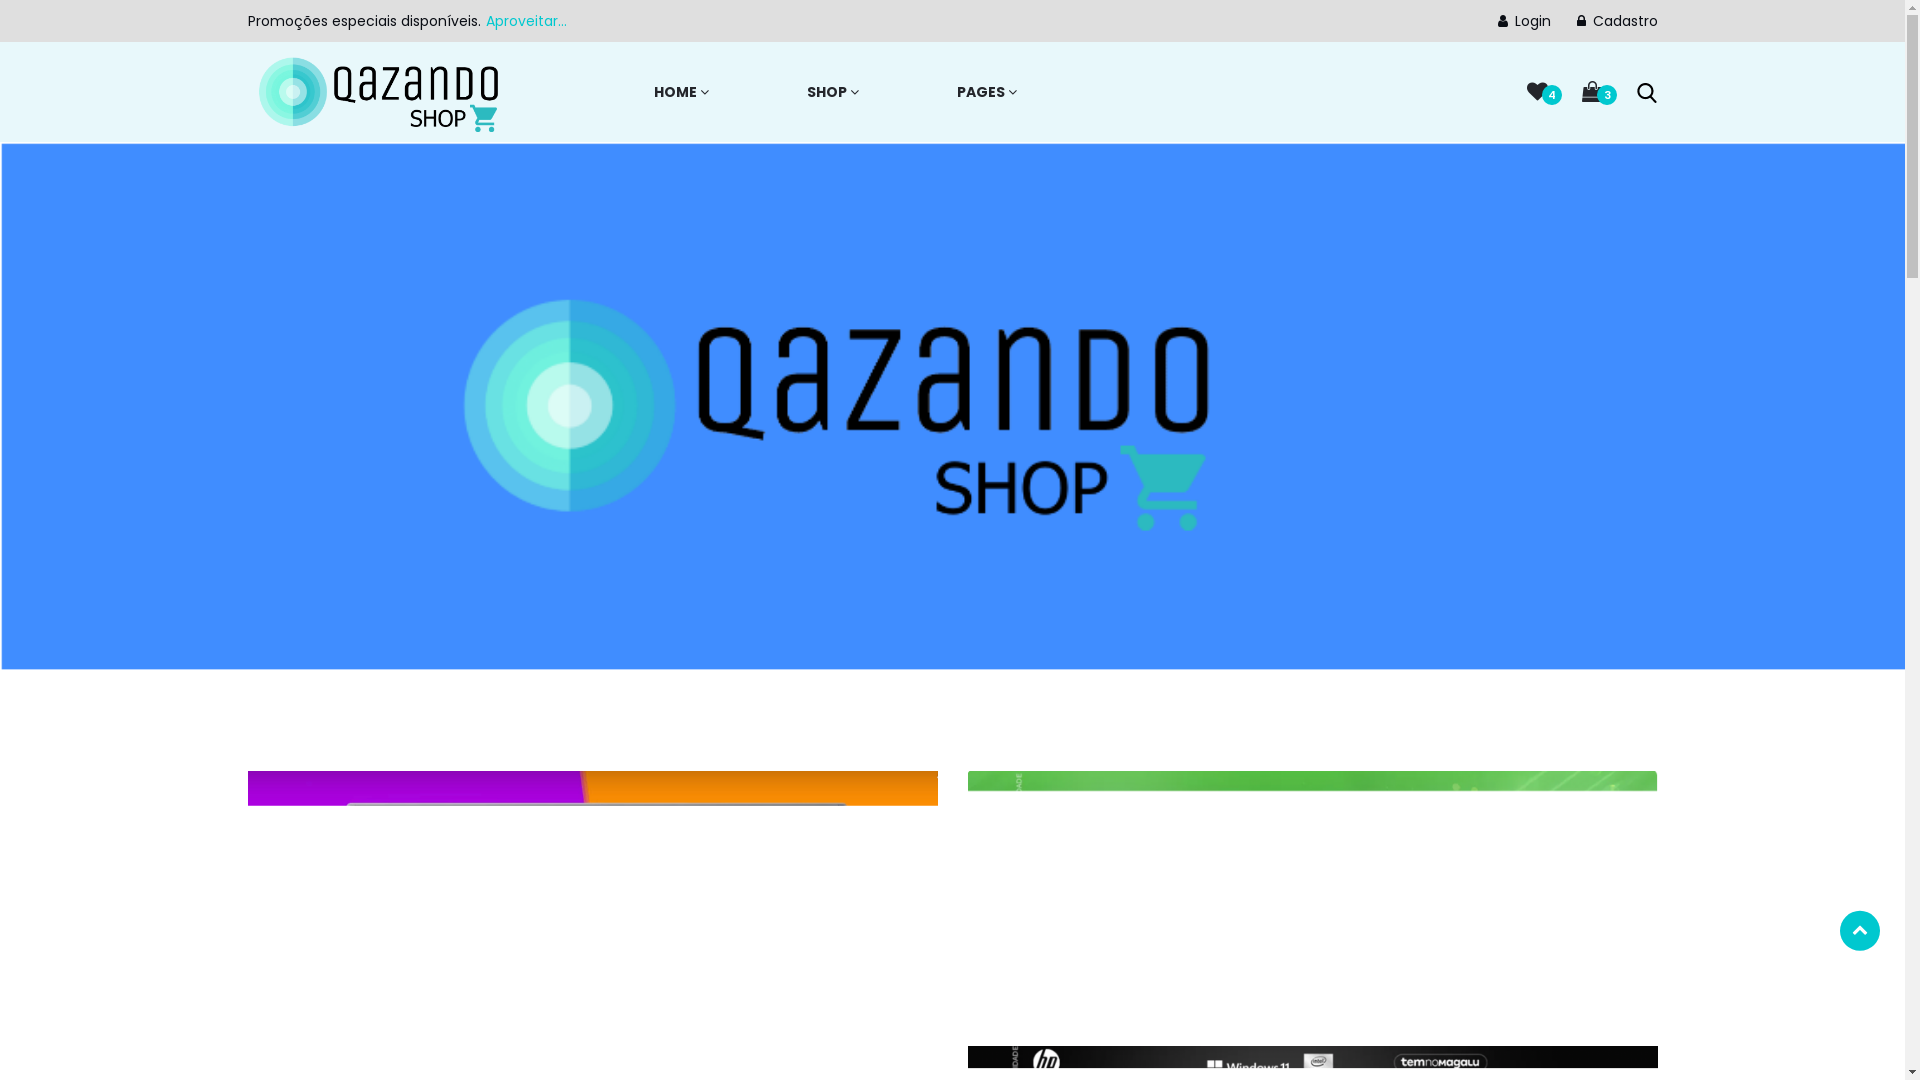 Promoções especiais disponíveis. Aproveitar...
Login
Cadastro
QAZANDO
SHOP
HOME
SHOP
PAGES
4
3
QAZANDO
SHOP
hp
Windows 11
intel
temnomagalu